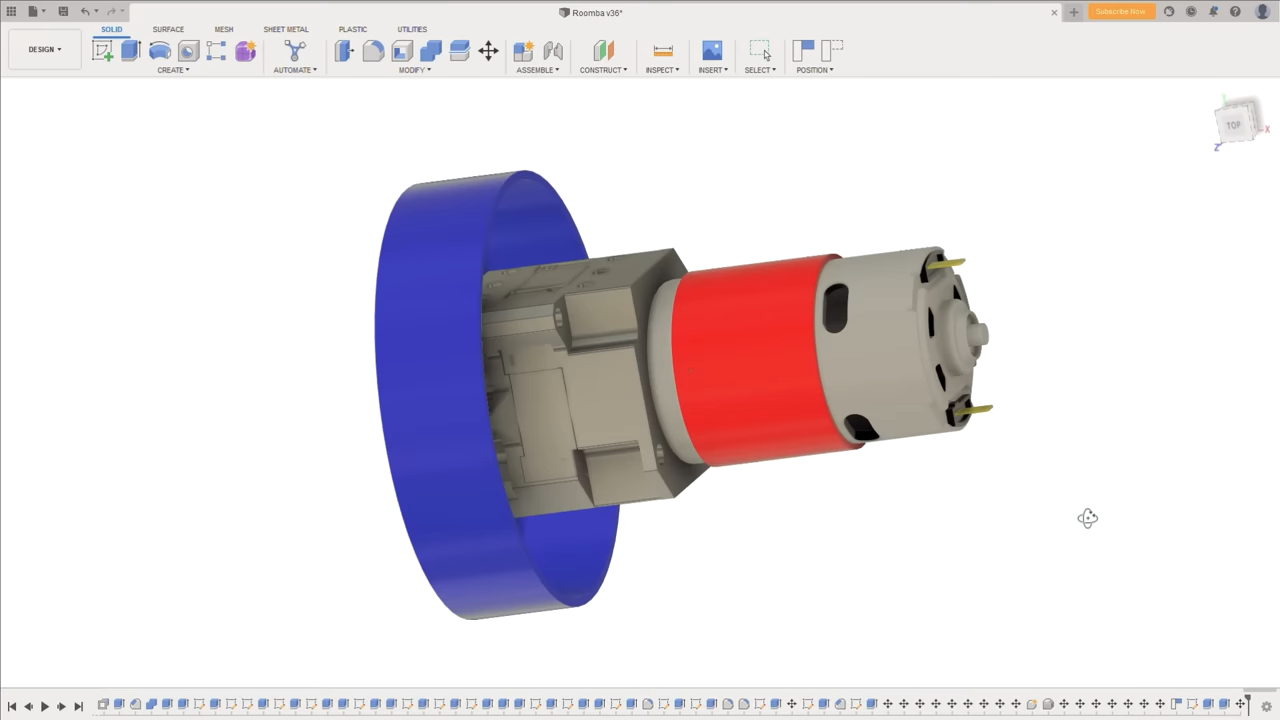 Roomba v36*
Subscribe Now
SOLID SURFACE MESH SHEET METAL PLASTIC UTILITIES
DESIGN
CREATE AUTOMATE MODIFY ASSEMBLE CONSTRUCT INSPECT INSERT SELECT POSITION
TOP
X
Z